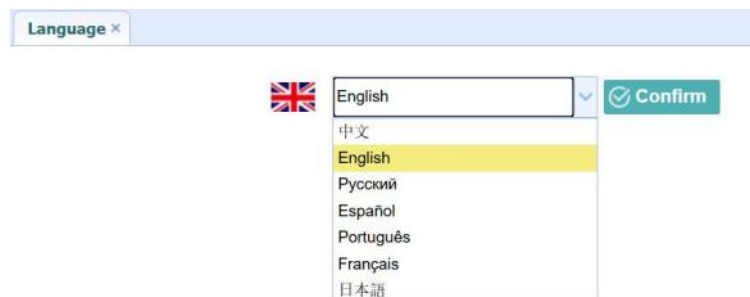 Language ×
English
Confirm
中文
English
Русский
Español
Português
Français
日本語